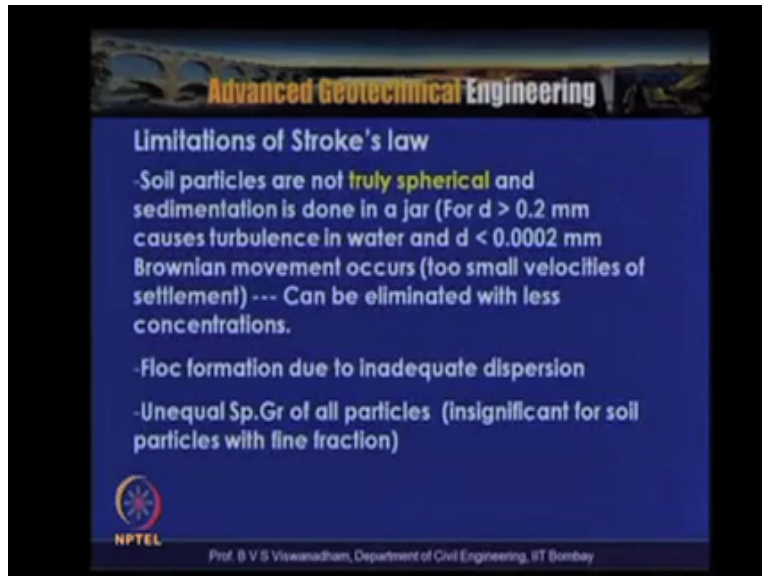 Advanced Geotechnical Engineering
Limitations of Stroke's law
-Soil particles are not truly spherical and
sedimentation is done in a jar (For d > 0.2 mm
causes turbulence in water and d < 0.0002 mm
Brownian movement occurs (too small velocities of
settlement) --- Can be eliminated with less
concentrations.
-Floc formation due to inadequate dispersion
-Unequal Sp.Gr of all particles (insignificant for soil
particles with fine fraction)
NPTEL
Prof. B V S Viswanadham, Department of Civil Engineering, IIT Bombay